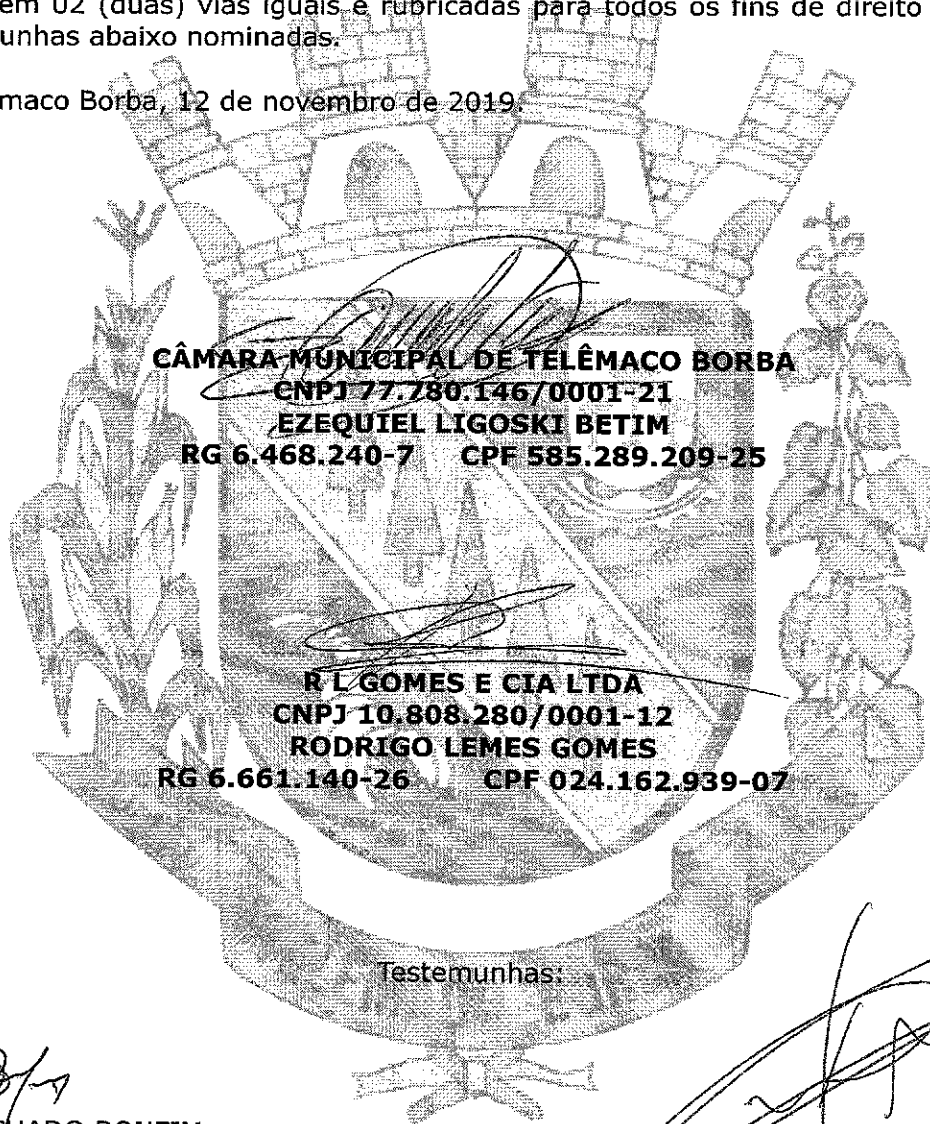 em 02 (duas) vias iguais e rubricadas para todos os fins de direito
unhas abaixo nominadas.
maco Borba, 12 de novembro de 2019.
CÂMARA MUNICIPAL DE TELÊMACO BORBA
CNPJ 77.780.146/0001-21
EZEQUIEL LIGOSKI BETIM
RG 6.468.240-7 CPF 585.289.209-25
R L GOMES E CIA LTDA
CNPJ 10.808.280/0001-12
RODRIGO LEMES GOMES
RG 6.661.140-26 CPF 024.162.939-07
Testemunhas: